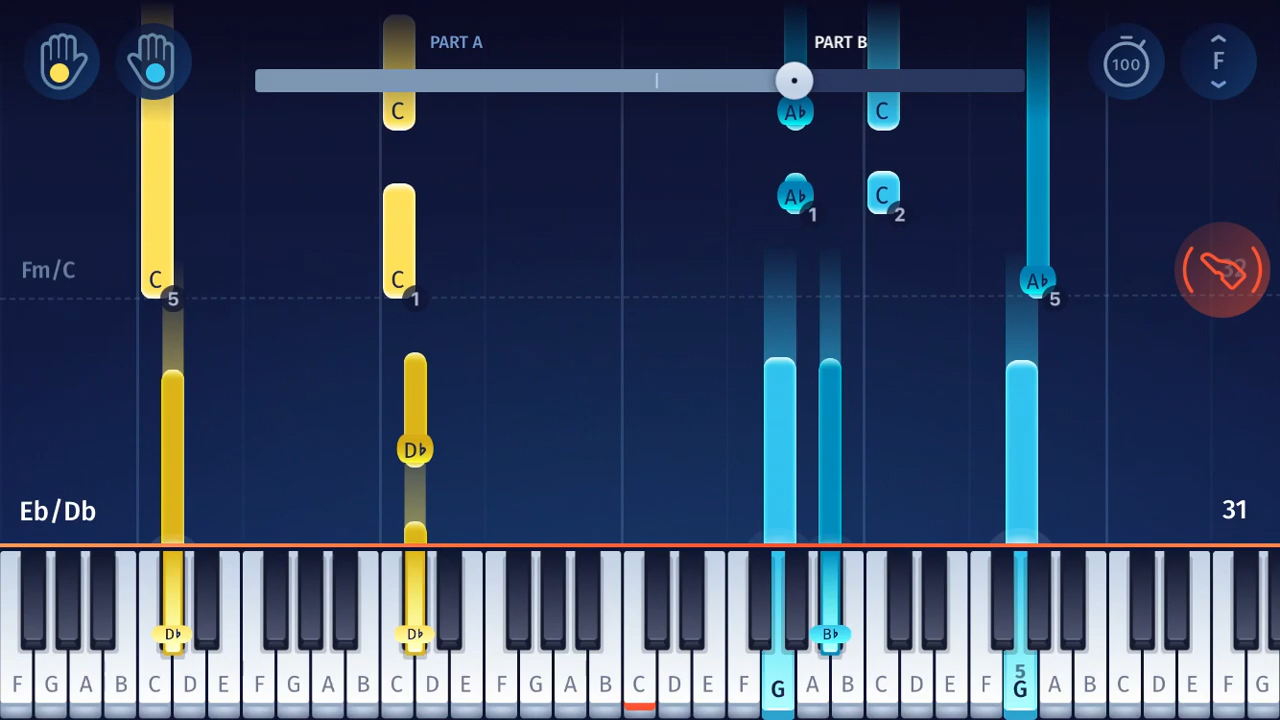 PART A PART B
100 F
C C A♭ C
A♭ C
1 2
Fm/C C C A♭
5 1 5
D♭
Eb/Db 31
D♭ D♭ B♭
5
F G A B C D E F G A B C D E F G A B C D E F G A B C D E F G A B C D E F G